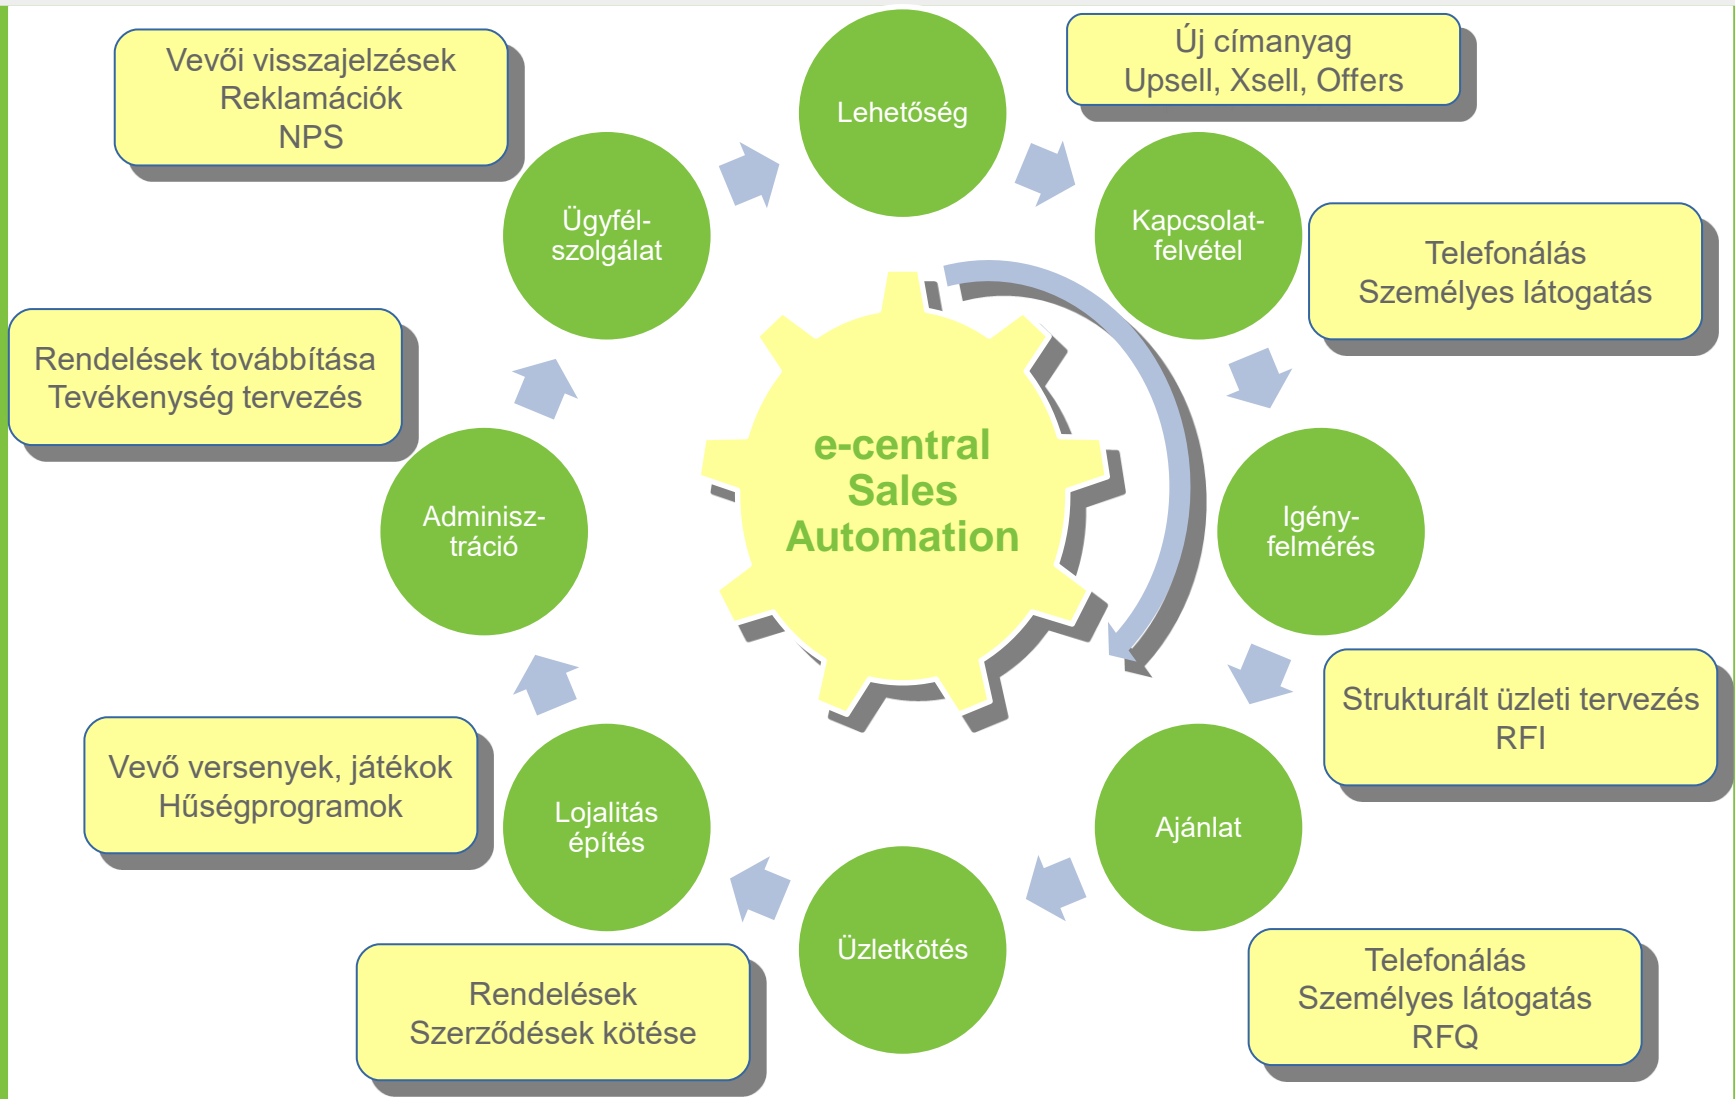 Lehetőség
Új címanyag
Upsell, Xsell, Offers
Kapcsolat-
felvétel
Telefonálás
Személyes látogatás
Igény-
felmérés
Strukturált üzleti tervezés
RFI
Ajánlat
Telefonálás
Személyes látogatás
RFQ
Üzletkötés
Rendelések
Szerződések kötése
Lojalitás
építés
Vevő versenyek, játékok
Hűségprogramok
Adminisz-
tráció
Rendelések továbbítása
Tevékenység tervezés
Ügyfél-
szolgálat
Vevői visszajelzések
Reklamációk
NPS
e-central
Sales
Automation